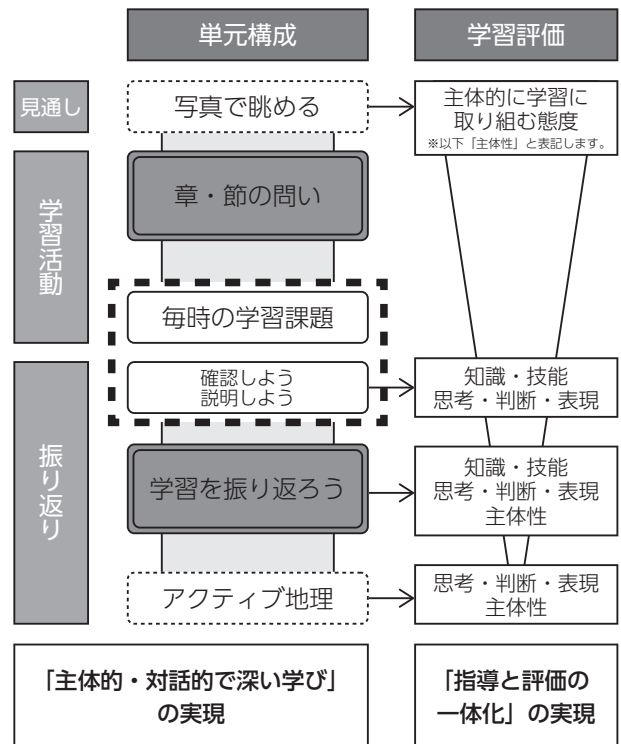 単元構成
学習評価
見通し
写真で眺める
主体的に学習に
取り組む態度
※以下「主体性」と表記します。
学習活動
章・節の問い
毎時の学習課題
振り返り
確認しよう
説明しよう
知識・技能
思考・判断・表現
学習を振り返ろう
知識・技能
思考・判断・表現
主体性
アクティブ地理
思考・判断・表現
主体性
「主体的・対話的で深い学び」
の実現
「指導と評価の
一体化」の実現